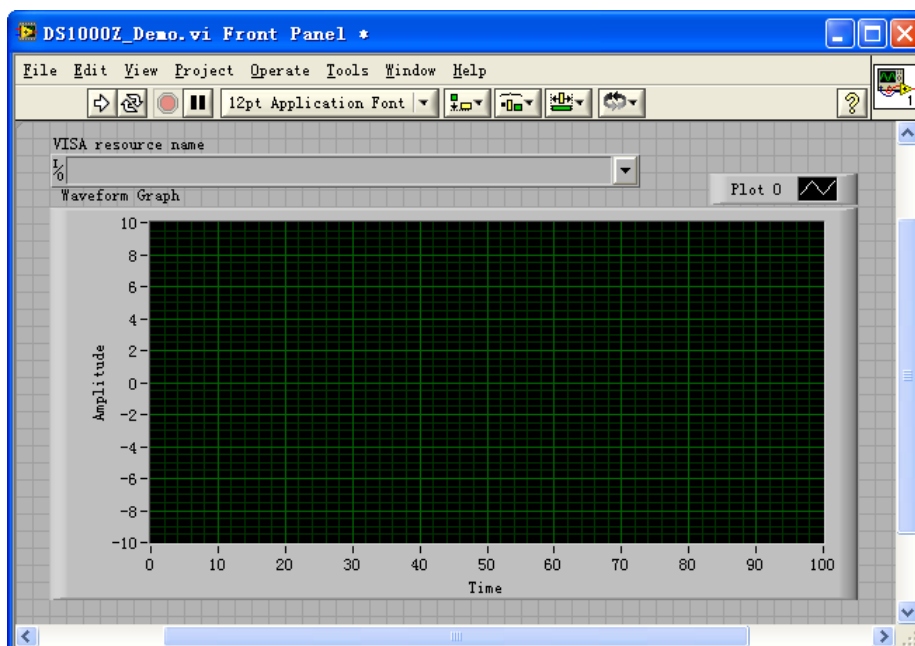 DS1000Z_Demo.vi Front Panel *
File Edit View Project Operate Tools Window Help
12pt Application Font
1
VISA resource name
I/O
Waveform Graph
Plot 0
10
8
6
4
2
0
-2
-4
-6
-8
-10
Amplitude
0 10 20 30 40 50 60 70 80 90 100
Time